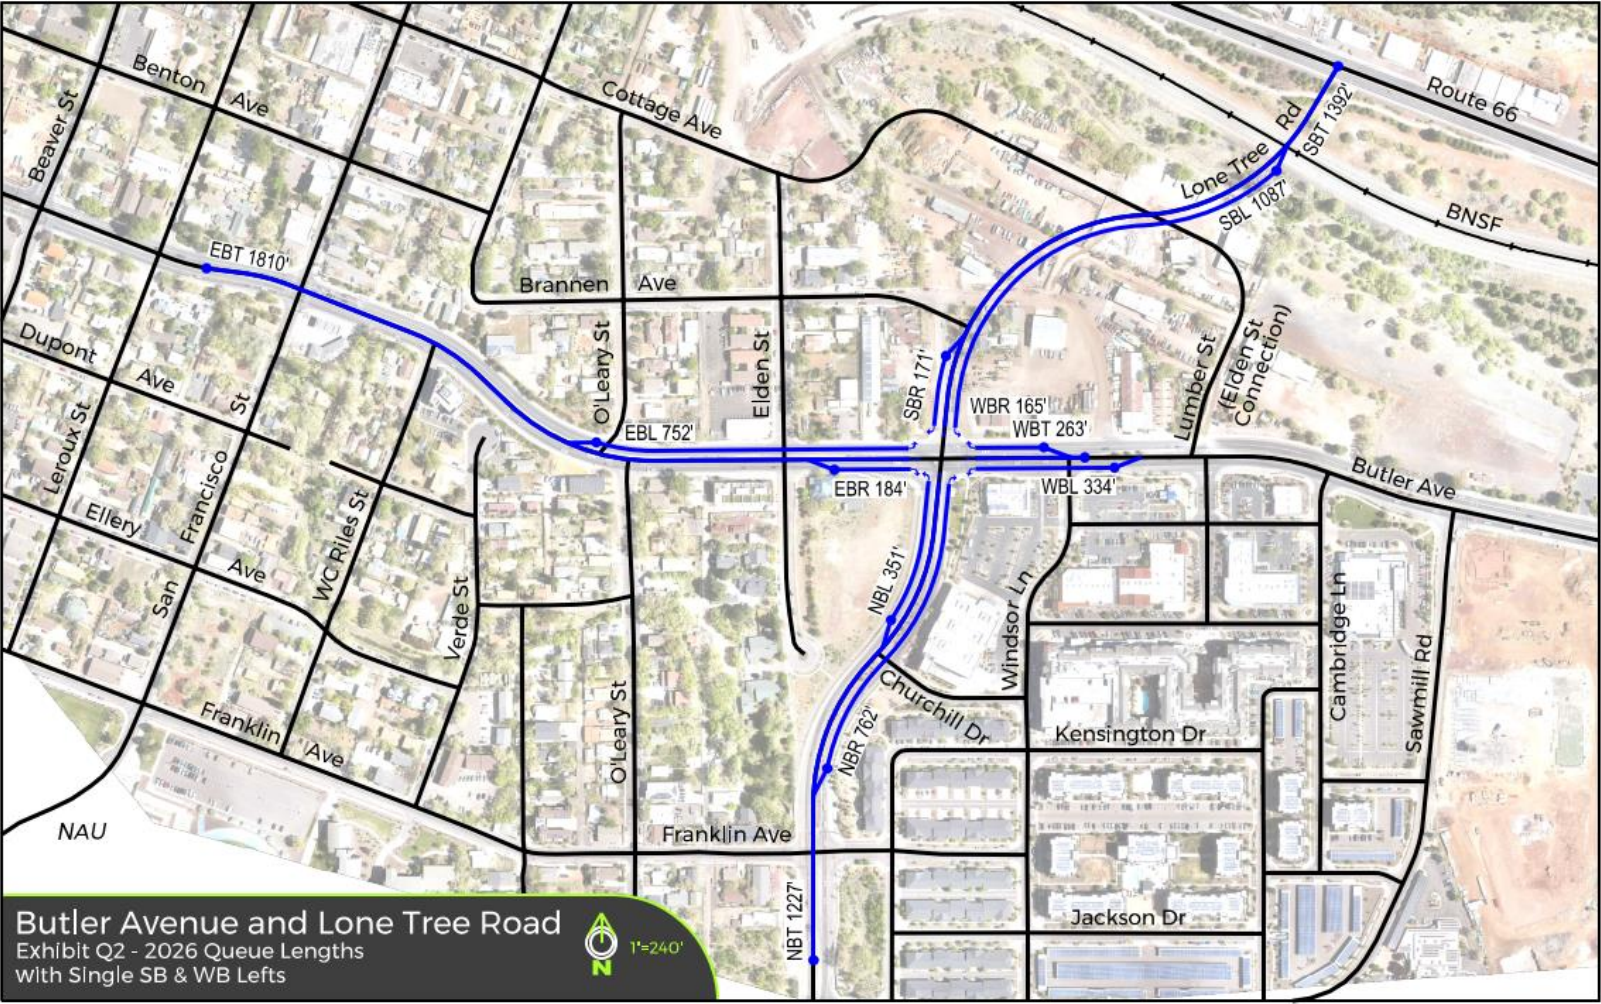 Benton Ave
Beaver St
Cottage Ave
Route 66
Lone Tree Rd
SBT 1392'
SBL 1087'
BNSF
EBT 1810'
Brannen Ave
Dupont Ave
O'Leary St
Elden St
SBR 171'
Lumber St
(Elden St
Connection)
WBR 165'
WBT 263'
EBL 752'
EBR 184'
WBL 334'
Butler Ave
Leroux St
San Francisco St
WC Riles St
Ellery Ave
Verde St
NBL 351'
Windsor Ln
Cambridge Ln
Sawmill Rd
Churchill Dr
NBR 762'
Kensington Dr
O'Leary St
Franklin Ave
Franklin Ave
NAU
NBT 1227'
Jackson Dr
Butler Avenue and Lone Tree Road
Exhibit Q2 - 2026 Queue Lengths
with Single SB & WB Lefts
N
1"=240'